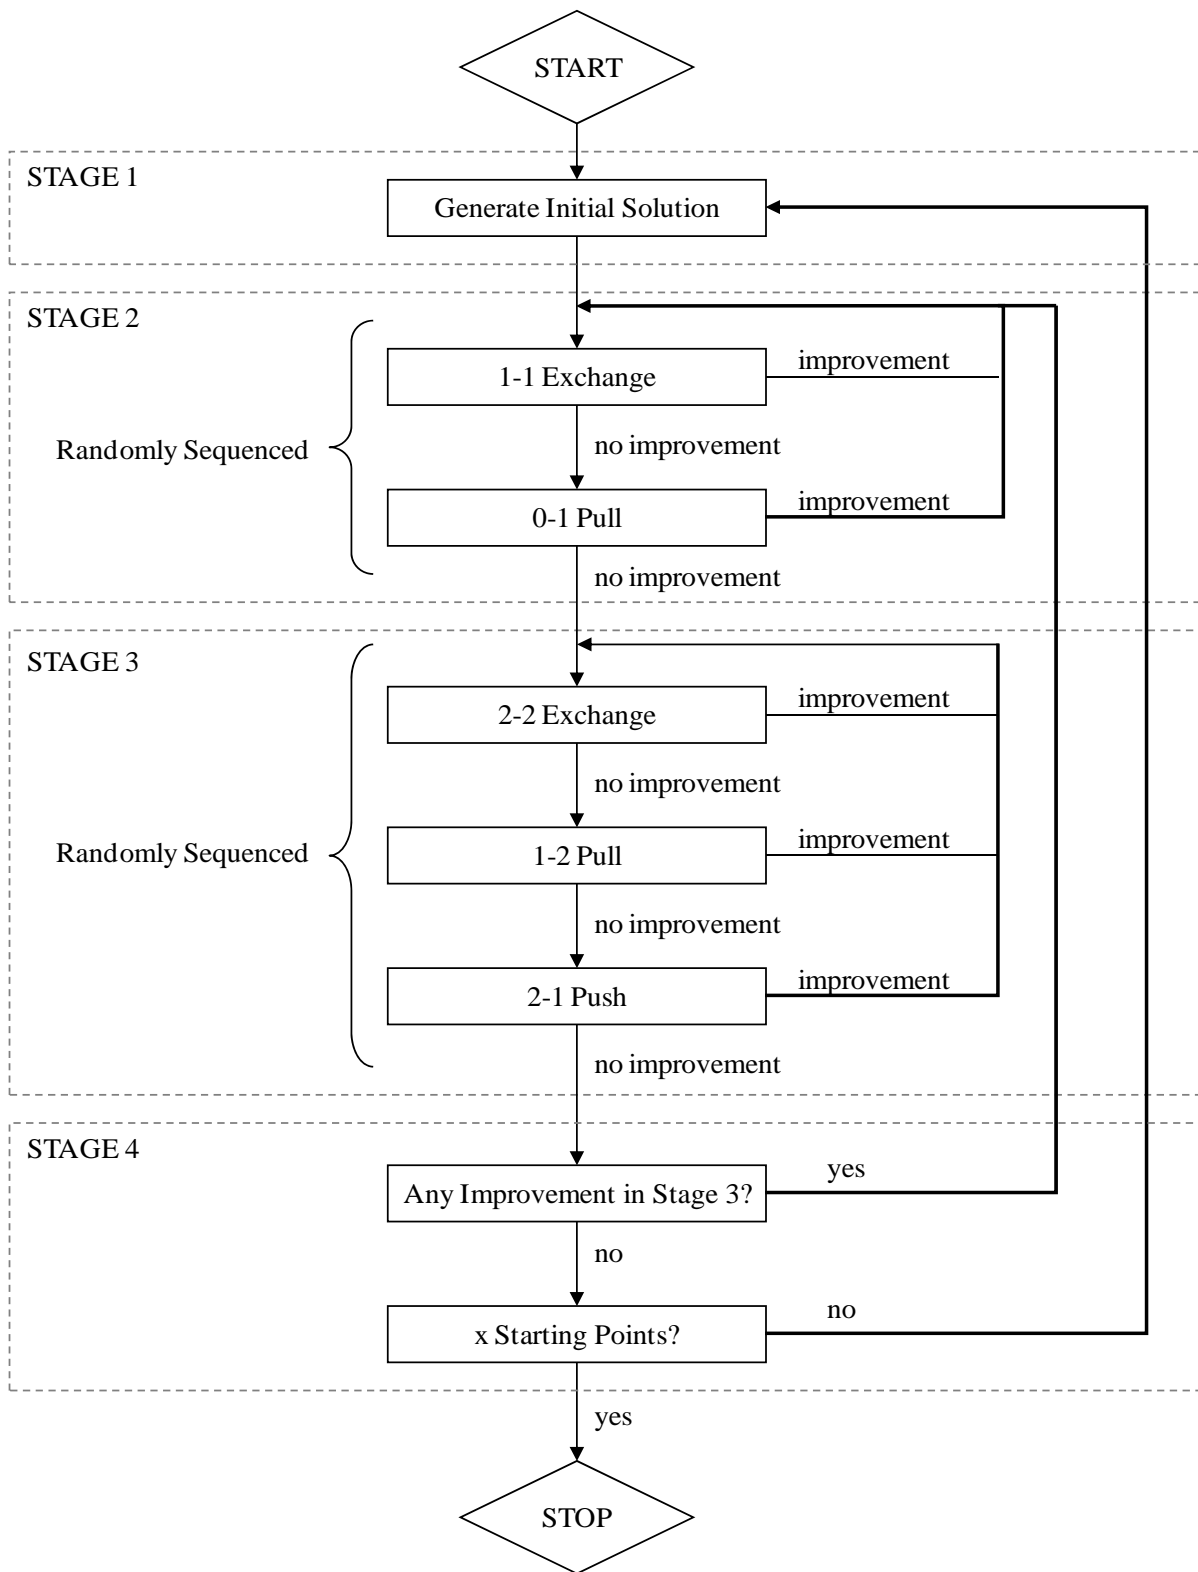 START
STAGE 1
Generate Initial Solution
STAGE 2
1-1 Exchange
improvement
Randomly Sequenced
no improvement
0-1 Pull
improvement
no improvement
STAGE 3
2-2 Exchange
improvement
no improvement
Randomly Sequenced
1-2 Pull
improvement
no improvement
2-1 Push
improvement
no improvement
STAGE 4
Any Improvement in Stage 3?
yes
no
x Starting Points?
no
yes
STOP